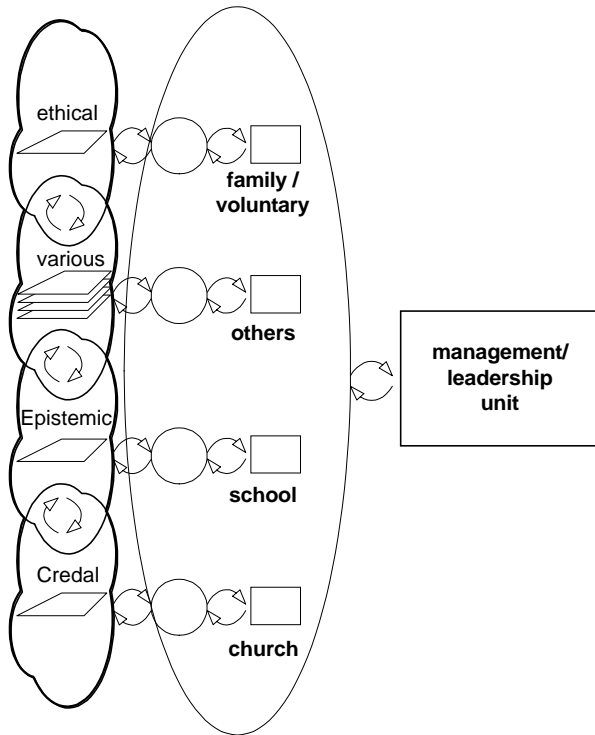 ethical
family /
voluntary
various
others
management/
leadership
unit
Epistemic
school
Credal
church